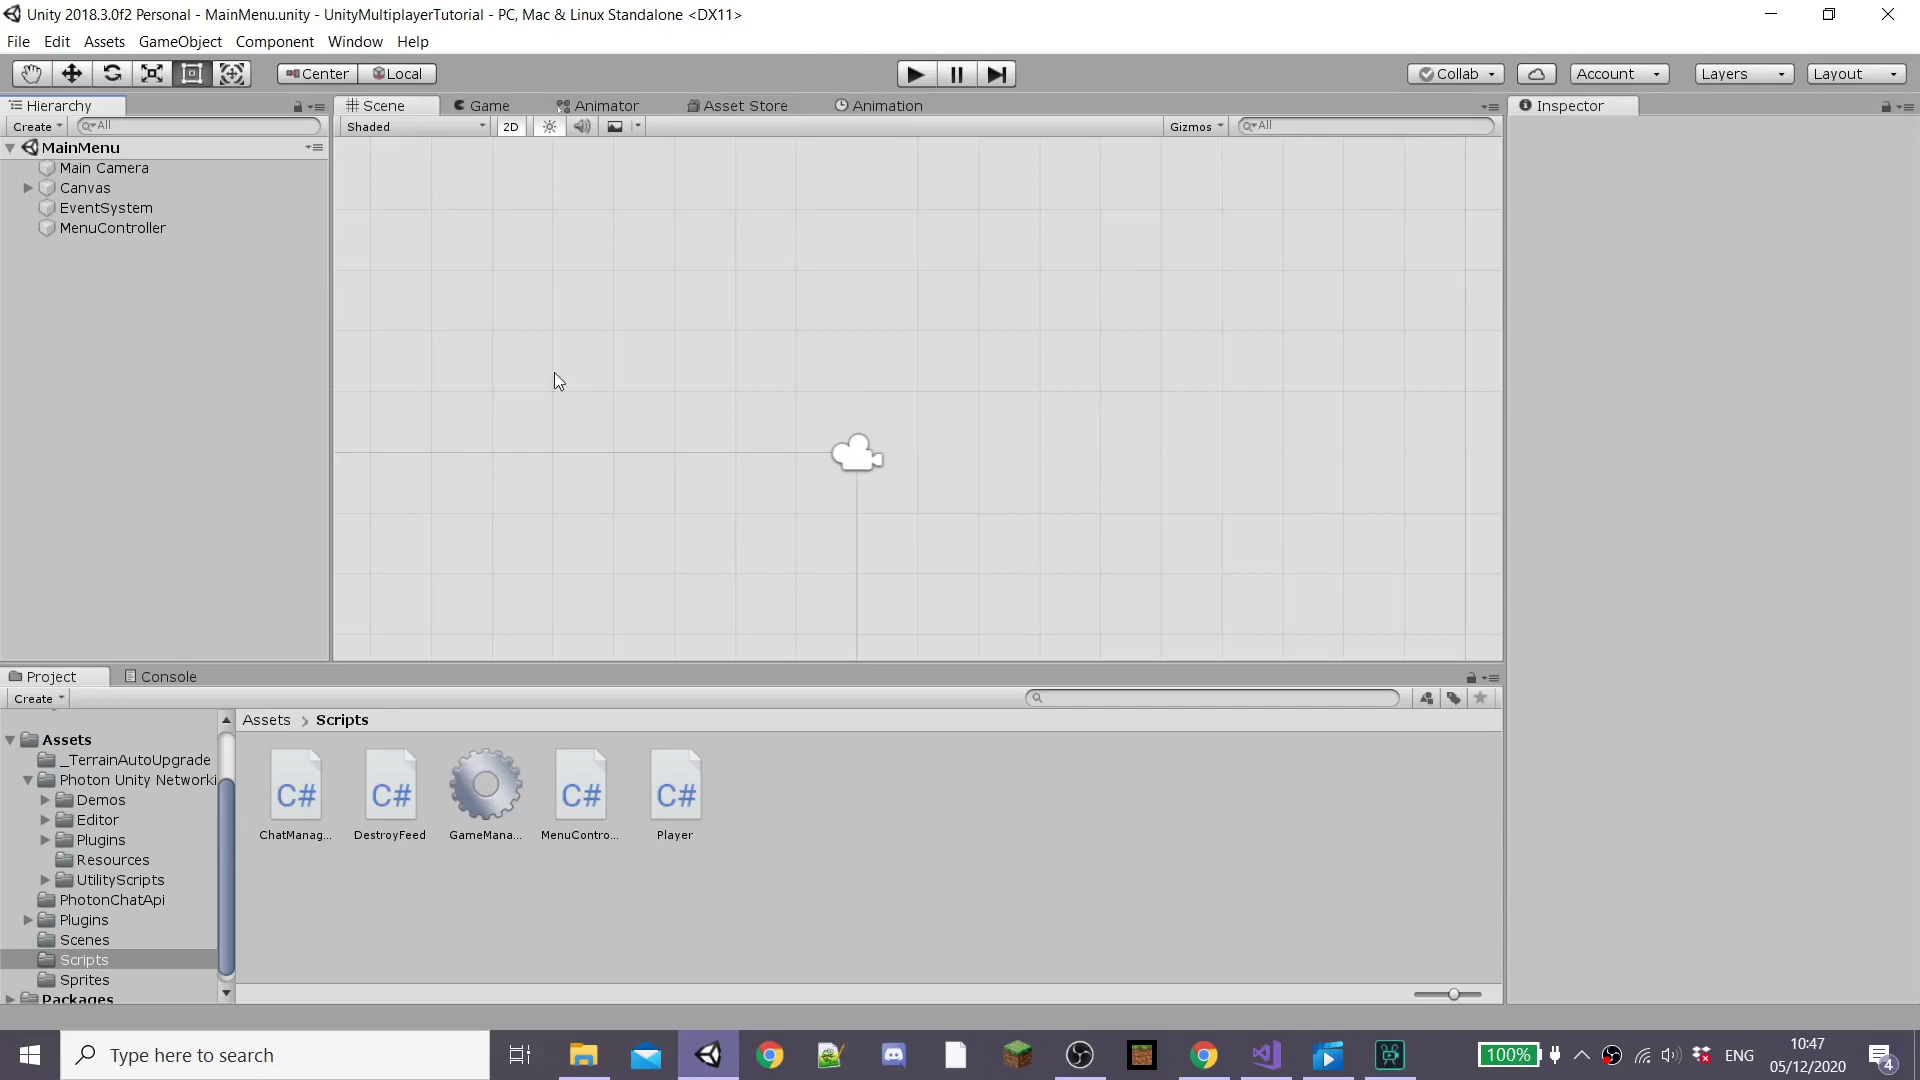 Unity 2018.3.0f2 Personal - MainMenu.unity - UnityMultiplayerTutorial - PC, Mac & Linux Standalone <DX11>
File Edit Assets GameObject Component Window Help
Center Local Collab Account Layers Layout
Hierarchy Scene Game Animator Asset Store Animation Inspector
Create All Shaded 2D Gizmos All
MainMenu
Main Camera
Canvas
EventSystem
MenuController
Project Console
Create
Assets Scripts
Assets
_TerrainAutoUpgrade
Photon Unity Networki
Demos
Editor
Plugins
Resources
UtilityScripts
PhotonChatApi
Plugins
Scenes
Scripts
Sprites
Packages
C# C# C# C#
ChatManag... DestroyFeed GameMana... MenuContro... Player
Type here to search
100% ENG 10:47
05/12/2020 4